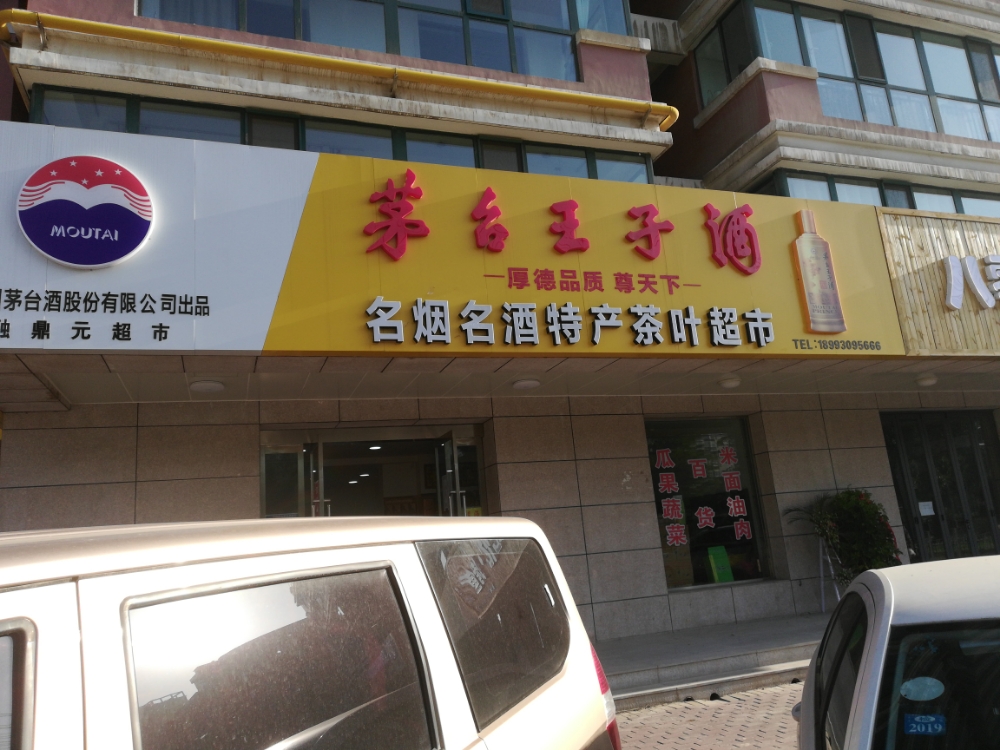 MOUTAI
茅台酒股份有限公司出品
融鼎元超市
茅台王子酒
厚德品质 尊天下
名烟名酒特产茶叶超市
TEL:18993095666
八
瓜果蔬菜
百货
米面油肉
2019